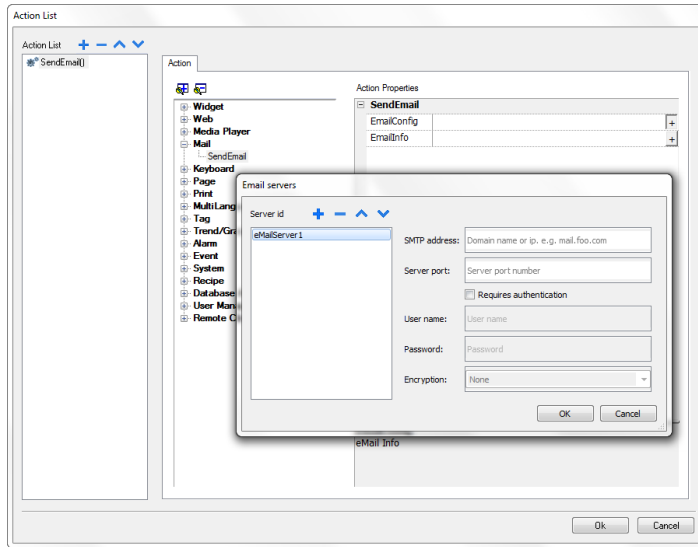 Action List
Action List
SendEmail()
Action
Action Properties
Widget
Web
Media Player
Mail
SendEmail
Keyboard
Page
Print
MultiLang
Tag
Trend/Gra
Alarm
Event
System
Recipe
Database
User Man
Remote C
SendEmail
EmailConfig
+
EmailInfo
+
Email servers
Server id
eMailServer1
SMTP address: Domain name or ip. e.g. mail.foo.com
Server port: Server port number
Requires authentication
User name: User name
Password: Password
Encryption: None
OK Cancel
eMail Info
Ok Cancel